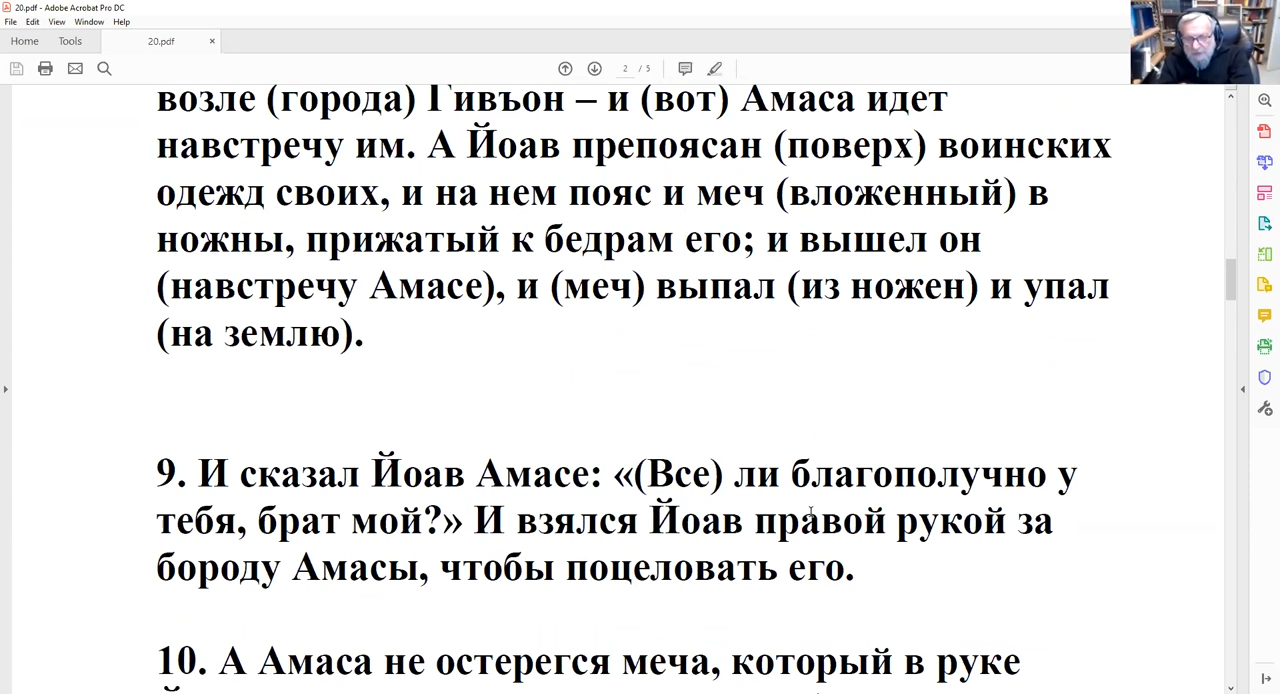 20.pdf - Adobe Acrobat Pro DC
File Edit View Window Help
Home Tools 20.pdf ×
2 / 5
возле (города) Гивъон – и (вот) Амаса идет
навстречу им. А Йоав препоясан (поверх) воинских
одежд своих, и на нем пояс и меч (вложенный) в
ножны, прижатый к бедрам его; и вышел он
(навстречу Амасе), и (меч) выпал (из ножен) и упал
(на землю).
9. И сказал Йоав Амасе: «(Все) ли благополучно у
тебя, брат мой?» И взялся Йоав правой рукой за
бороду Амасы, чтобы поцеловать его.
10. А Амаса не остерегся меча, который в руке